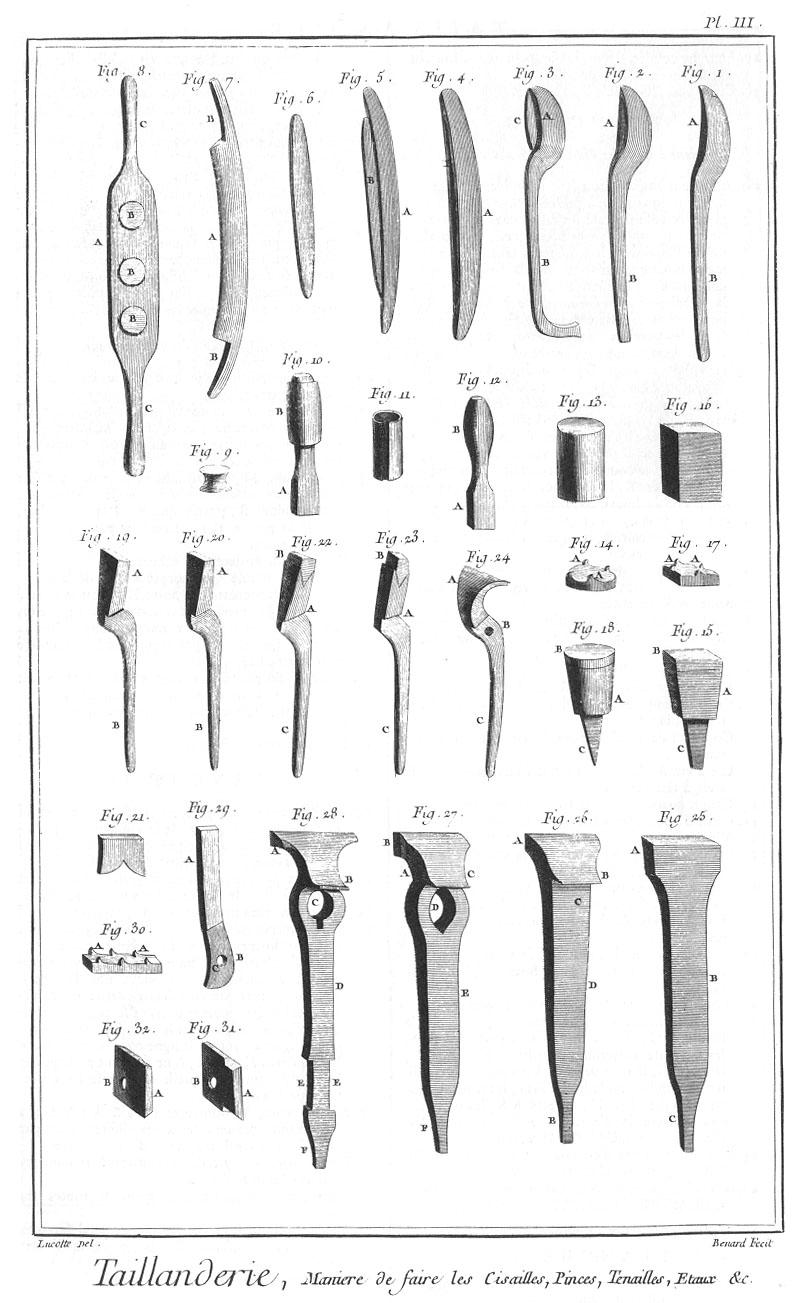 Pl. III.
Fig. 8. Fig. 7. Fig. 6. Fig. 5. Fig. 4. Fig. 3. Fig. 2. Fig. 1.
C B B A C A A A
B A B A A B B B
B
B
A
B
C
Fig. 10. Fig. 11. Fig. 12. Fig. 13. Fig. 16.
B B
Fig. 9.
A A
Fig. 19. Fig. 20. Fig. 22. Fig. 23. Fig. 24 Fig. 14. Fig. 17.
A A B B A A A A A
A A B
B B C C C
Fig. 18. Fig. 15.
B B
A A
C C
Fig. 21. Fig. 29. Fig. 28. Fig. 27. Fig. 26. Fig. 25.
A A B A A A
B A C B
C D C
Fig. 30.
A A C B D E D B
Fig. 32. Fig. 31.
B A B A E E
F F E C
Lucotte del. Benard Fecit
Taillanderie, Maniere de faire les Cisailles, Pinces, Tenailles, Etaux &c.